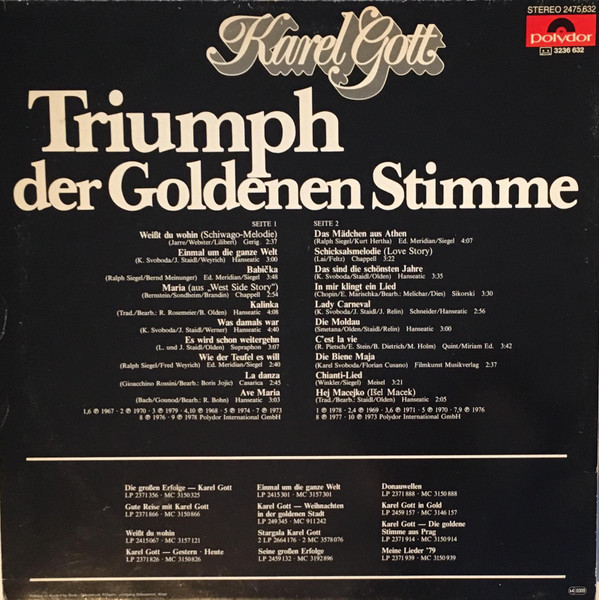 Karel Gott
STEREO 2475 632
Polydor
3236 632
Triumph
der Goldenen Stimme
SEITE 1
Weißt du wohin (Schiwago-Melodie)
(Jarre/Webster/Lilibert) Gerig 2:37
Einmal um die ganze Welt
(K. Svoboda/J. Staidl/Weyrich) Hanseatic 3:00
Babička
(Ralph Siegel/Bernd Meinunger) Ed. Meridian/Siegel 3:48
Maria (aus „West Side Story")
(Bernstein/Sondheim/Brandin) Chappell 2:54
Kalinka
(Trad./Bearb.: R. Rosemeier/B. Olden) Hanseatic 4:08
Was damals war
(K. Svoboda/J. Staidl/Werner) Hanseatic 4:40
Es wird schon weitergehn
(L. und J. Staidl/Olden) Supraphon 3:07
Wie der Teufel es will
(Ralph Siegel/Fred Weyrich) Ed. Meridian/Siegel 2:40
La danza
(Gioacchino Rossini/Bearb.: Boris Jojic) Casarica 2:45
Ave Maria
(Bach/Gounod/Bearb.: R. Bohn) Hanseatic 3:03
1,6 ℗ 1967 · 2 ℗ 1970 · 3 ℗ 1979 · 4,10 ℗ 1968 · 5 ℗ 1974 · 7 ℗ 1973
8 ℗ 1976 · 9 ℗ 1978 Polydor International GmbH
SEITE 2
Das Mädchen aus Athen
(Ralph Siegel/Kurt Hertha) Ed. Meridian/Siegel 4:07
Schicksalsmelodie (Love Story)
(Lai/Feltz) Chappell 3:22
Das sind die schönsten Jahre
(K. Svoboda/J. Staidl/Olden) Hanseatic 3:35
In mir klingt ein Lied
(Chopin/E. Marischka/Bearb.: Melichar/Dies) Sikorski 3:30
Lady Carneval
(K. Svoboda/J. Staidl/J. Relin) Schneider/Hanseatic 2:56
Die Moldau
(Smetana/Olden/Staidl/Relin) Hanseatic 3:00
C'est la vie
(R. Pietsch/E. Stein/B. Dietrich/M. Holm) Quint/Miriam Ed. 3:42
Die Biene Maja
(Karel Svoboda/Florian Cusano) Filmkunst Musikverlag 2:37
Chianti-Lied
(Winkler/Siegel) Meisel 3:21
Hej Macejko (Išel Macek)
(Trad./Bearb.: Staidl/Olden) Hanseatic 2:05
1 ℗ 1978 · 2,4 ℗ 1969 · 3,6 ℗ 1971 · 5 ℗ 1970 · 7,9 ℗ 1976
8 ℗ 1977 · 10 ℗ 1973 Polydor International GmbH
Die großen Erfolge — Karel Gott
LP 2371 356 · MC 3150 325
Gute Reise mit Karel Gott
LP 2371 866 · MC 3150 866
Weißt du wohin
LP 2415 067 · MC 3157 121
Karel Gott — Gestern · Heute
LP 2371 826 · MC 3150 826
Einmal um die ganze Welt
LP 2415 301 · MC 3157 301
Karel Gott — Weihnachten
in der goldenen Stadt
LP 249 345 · MC 911 242
Stargala Karel Gott
2 LP 2664 176 · 2 MC 3578 076
Seine großen Erfolge
LP 2459 132 · MC 3192 896
Donauwellen
LP 2371 888 · MC 3150 888
Karel Gott in Gold
LP 2459 157 · MC 3146 157
Karel Gott — Die goldene
Stimme aus Prag
LP 2371 914 · MC 3150 914
Meine Lieder '79
LP 2371 939 · MC 3150 939